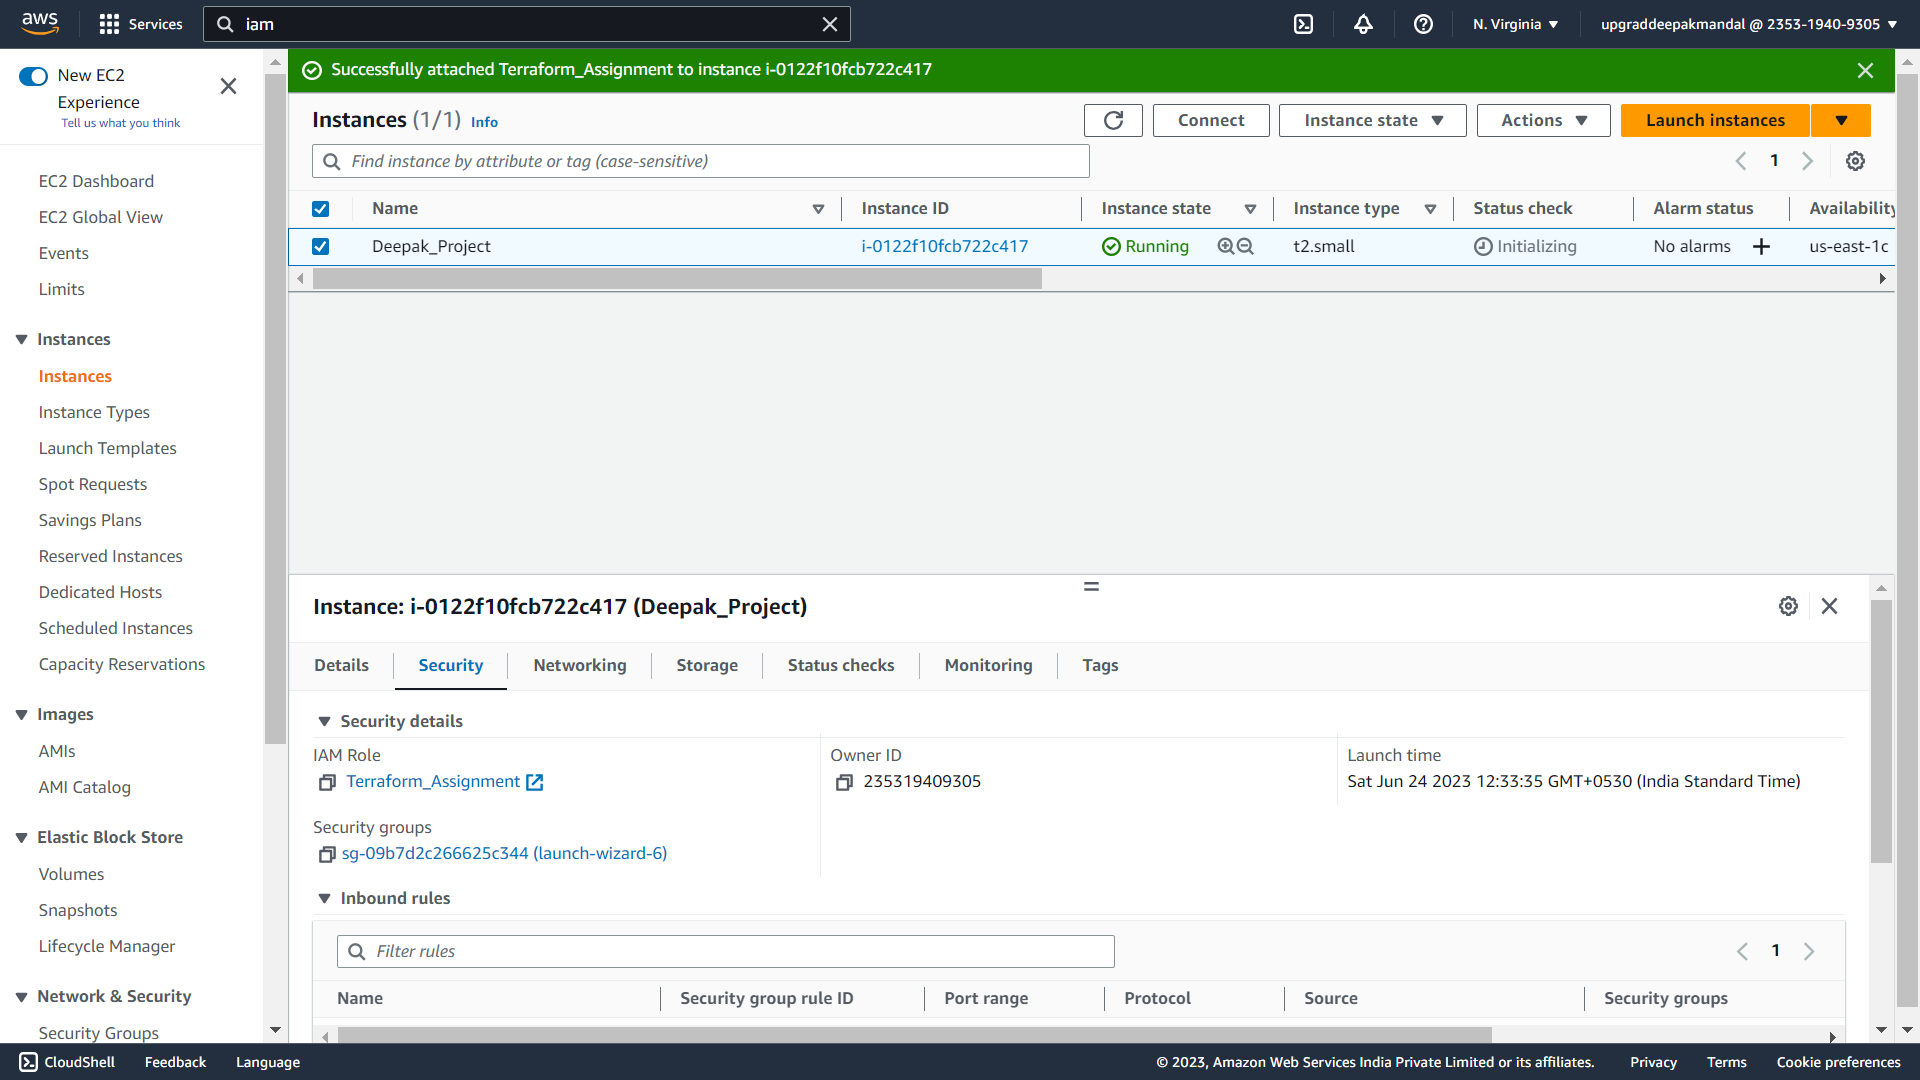 aws
Services
iam
N. Virginia
upgraddeepakmandal @ 2353-1940-9305
New EC2
Experience
Tell us what you think
EC2 Dashboard
EC2 Global View
Events
Limits
Instances
Instances
Instance Types
Launch Templates
Spot Requests
Savings Plans
Reserved Instances
Dedicated Hosts
Scheduled Instances
Capacity Reservations
Images
AMIs
AMI Catalog
Elastic Block Store
Volumes
Snapshots
Lifecycle Manager
Network & Security
Security Groups
Successfully attached Terraform_Assignment to instance i-0122f10fcb722c417
Instances (1/1) Info
Connect
Instance state
Actions
Launch instances
Find instance by attribute or tag (case-sensitive)
1
Name Instance ID Instance state Instance type Status check Alarm status Availability
Deepak_Project i-0122f10fcb722c417 Running t2.small Initializing No alarms + us-east-1c
Instance: i-0122f10fcb722c417 (Deepak_Project)
Details Security Networking Storage Status checks Monitoring Tags
Security details
IAM Role
Terraform_Assignment
Owner ID
235319409305
Launch time
Sat Jun 24 2023 12:33:35 GMT+0530 (India Standard Time)
Security groups
sg-09b7d2c266625c344 (launch-wizard-6)
Inbound rules
Filter rules
1
Name Security group rule ID Port range Protocol Source Security groups
CloudShell Feedback Language
© 2023, Amazon Web Services India Private Limited or its affiliates. Privacy Terms Cookie preferences